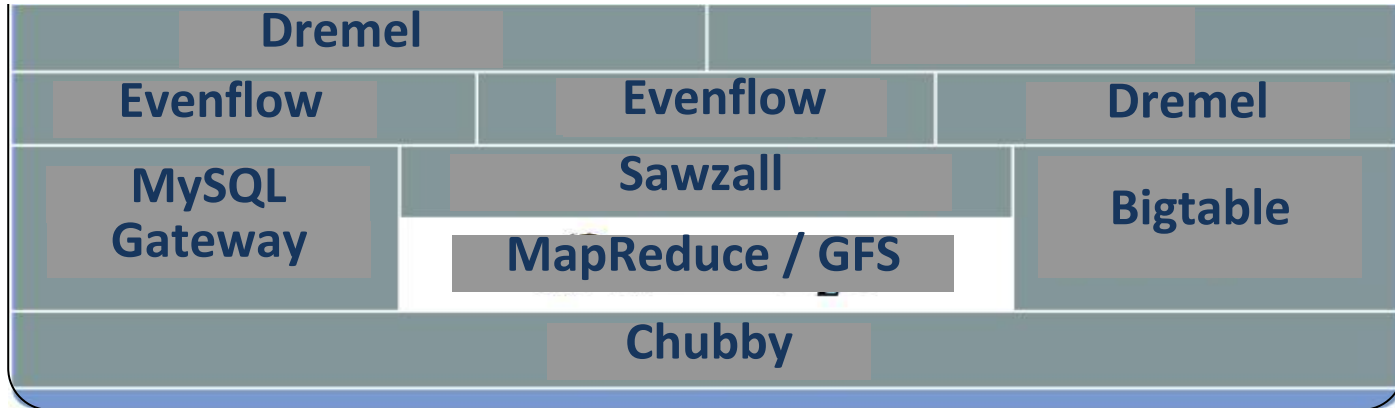 Dremel
Evenflow
Evenflow
Dremel
MySQL
Gateway
Sawzall
Bigtable
MapReduce / GFS
Chubby